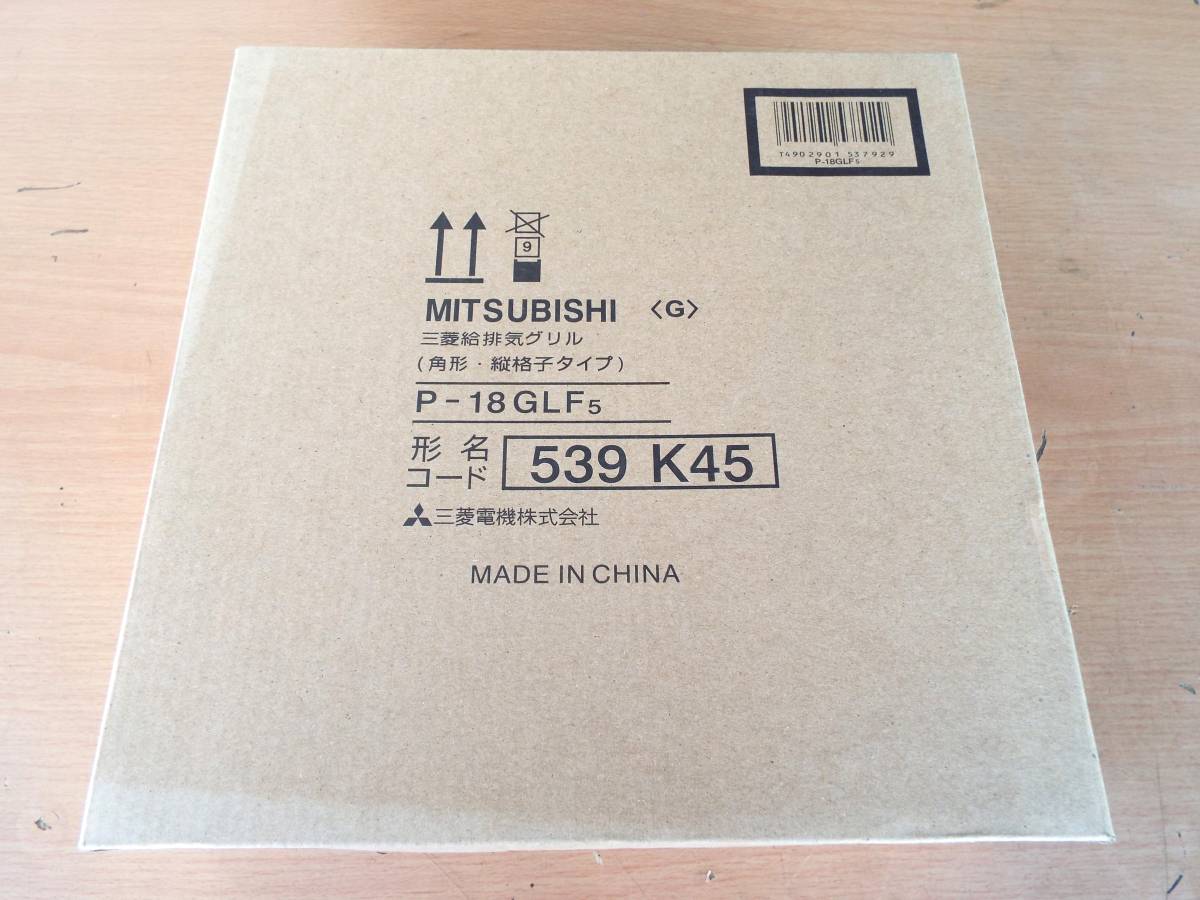 T4902901 537929
P-18GLF5
9
MITSUBISHI 〈G〉
三菱給排気グリル
(角形・縦格子タイプ)
P-18GLF5
形名
コード 539 K45
三菱電機株式会社
MADE IN CHINA